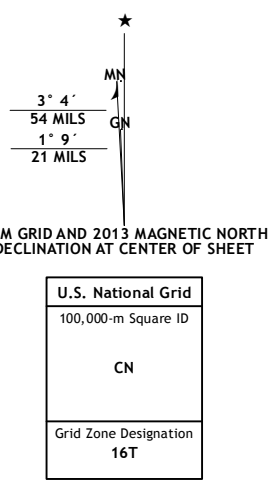 ★
MN
3° 4´
54 MILS
GN
1° 9´
21 MILS
M GRID AND 2013 MAGNETIC NORTH
DECLINATION AT CENTER OF SHEET
U.S. National Grid
100,000-m Square ID
CN
Grid Zone Designation
16T